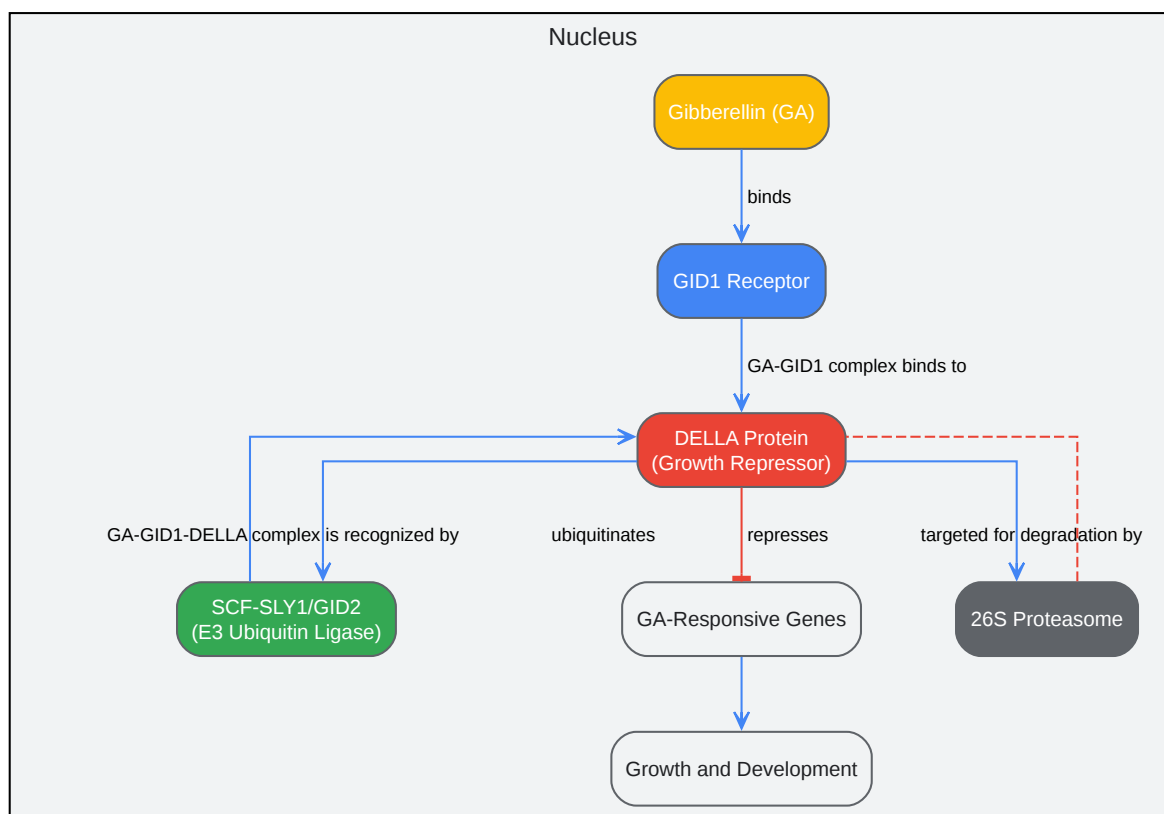 Nucleus
Gibberellin (GA)
binds
GID1 Receptor
GA-GID1 complex binds to
DELLA Protein
(Growth Repressor)
GA-GID1-DELLA complex is recognized by
ubiquitinates
represses
targeted for degradation by
SCF-SLY1/GID2
(E3 Ubiquitin Ligase)
GA-Responsive Genes
26S Proteasome
Growth and Development